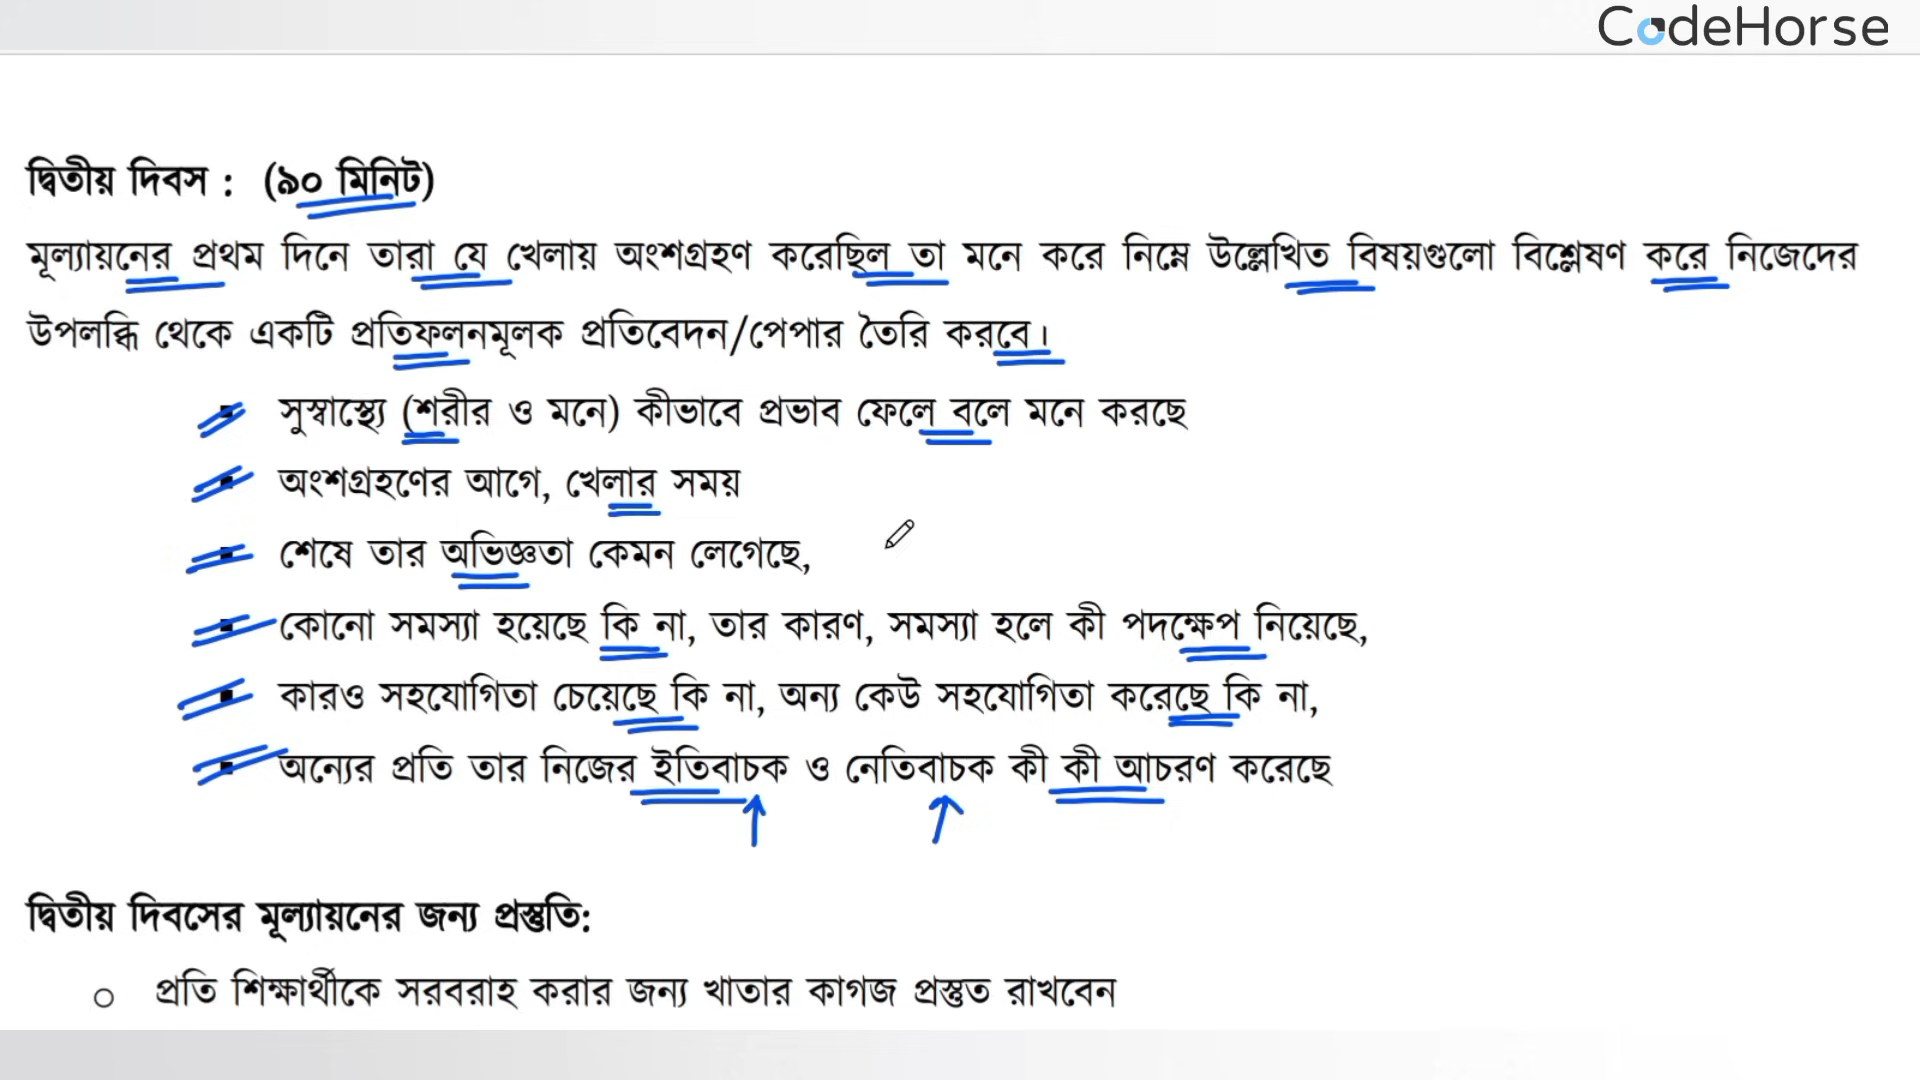 CodeHorse
দ্বিতীয় দিবস : (৯০ মিনিট)
মূল্যায়নের প্রথম দিনে তারা যে খেলায় অংশগ্রহণ করেছিল তা মনে করে নিম্নে উল্লেখিত বিষয়গুলো বিশ্লেষণ করে নিজেদের
উপলব্ধি থেকে একটি প্রতিফলনমূলক প্রতিবেদন/পেপার তৈরি করবে।
▪ সুস্বাস্থ্যে (শরীর ও মনে) কীভাবে প্রভাব ফেলে বলে মনে করছে
▪ অংশগ্রহণের আগে, খেলার সময়
▪ শেষে তার অভিজ্ঞতা কেমন লেগেছে,
▪ কোনো সমস্যা হয়েছে কি না, তার কারণ, সমস্যা হলে কী পদক্ষেপ নিয়েছে,
▪ কারও সহযোগিতা চেয়েছে কি না, অন্য কেউ সহযোগিতা করেছে কি না,
▪ অন্যের প্রতি তার নিজের ইতিবাচক ও নেতিবাচক কী কী আচরণ করেছে
দ্বিতীয় দিবসের মূল্যায়নের জন্য প্রস্তুতি:
○ প্রতি শিক্ষার্থীকে সরবরাহ করার জন্য খাতার কাগজ প্রস্তুত রাখবেন